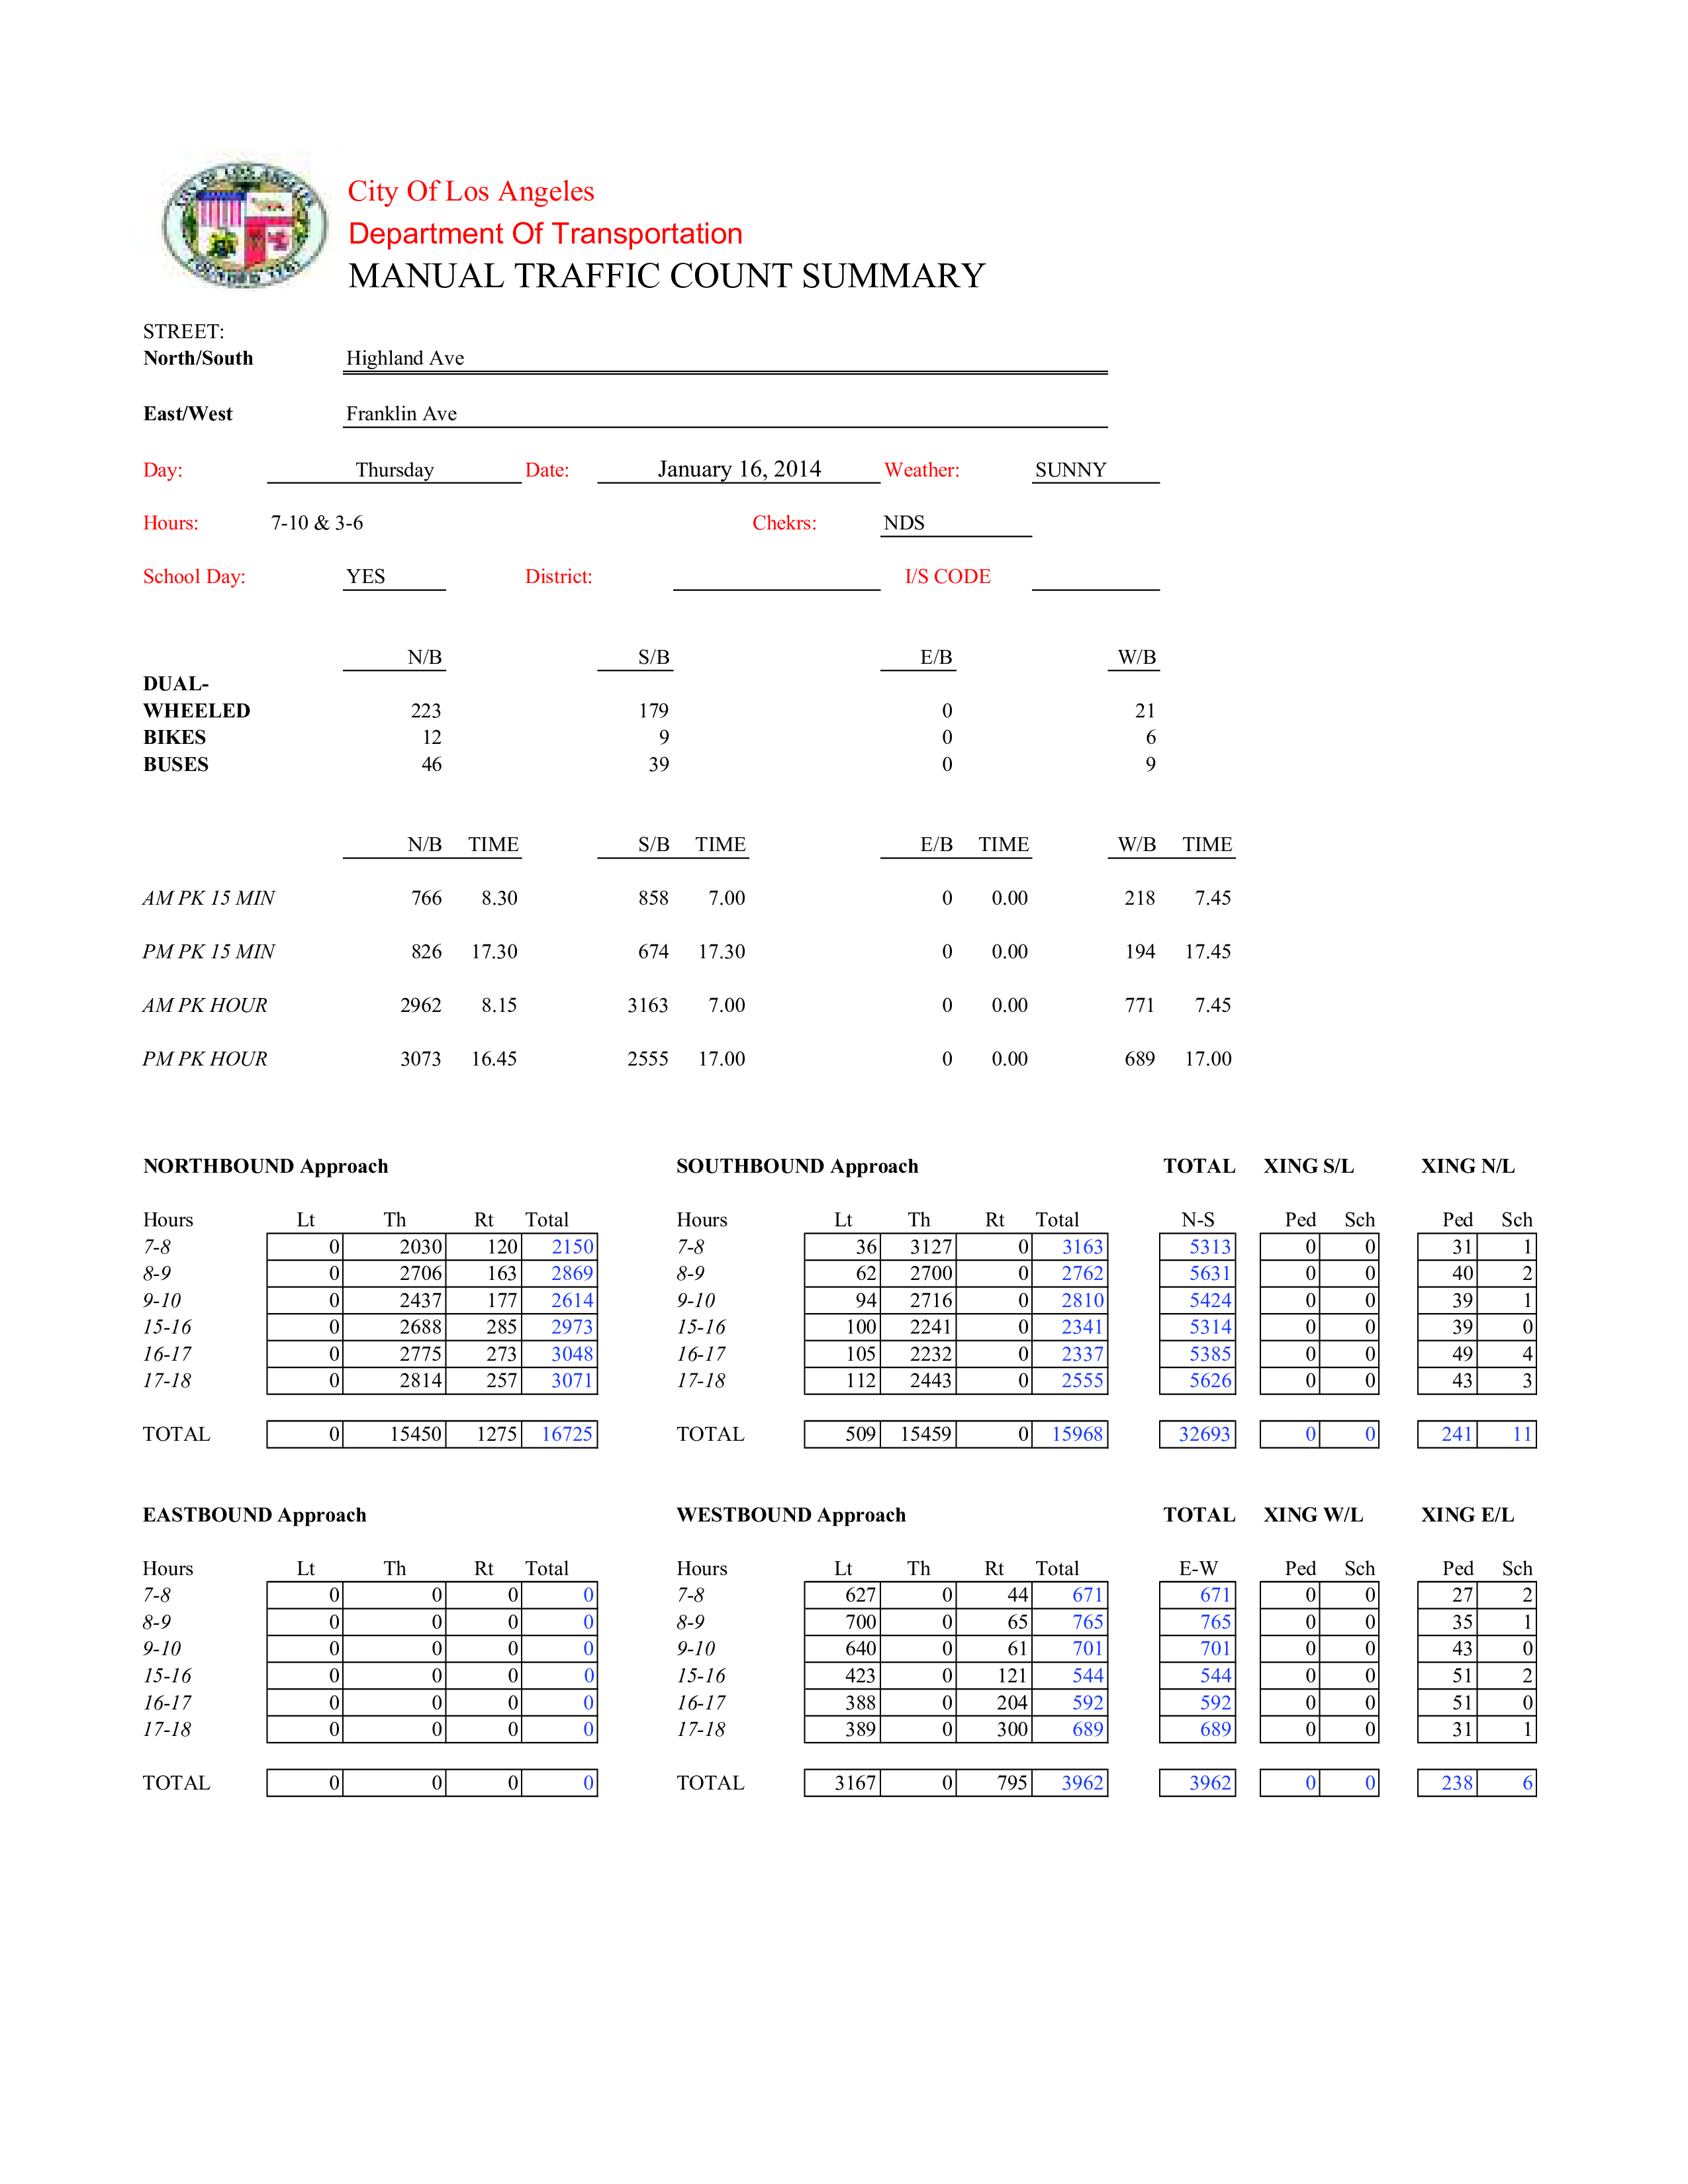 City Of Los Angeles
Department Of Transportation
MANUAL TRAFFIC COUNT SUMMARY
STREET:
North/South Highland Ave
East/West Franklin Ave
Day: Thursday Date: January 16, 2014 Weather: SUNNY
Hours: 7-10 & 3-6 Chekrs: NDS
School Day: YES District: I/S CODE
N/B S/B E/B W/B
DUAL-
WHEELED 223 179 0 21
BIKES 12 9 0 6
BUSES 46 39 0 9
N/B TIME S/B TIME E/B TIME W/B TIME
AM PK 15 MIN 766 8.30 858 7.00 0 0.00 218 7.45
PM PK 15 MIN 826 17.30 674 17.30 0 0.00 194 17.45
AM PK HOUR 2962 8.15 3163 7.00 0 0.00 771 7.45
PM PK HOUR 3073 16.45 2555 17.00 0 0.00 689 17.00
NORTHBOUND Approach SOUTHBOUND Approach TOTAL XING S/L XING N/L
Hours Lt Th Rt Total Hours Lt Th Rt Total N-S Ped Sch Ped Sch
7-8 0 2030 120 2150 7-8 36 3127 0 3163 5313 0 0 31 1
8-9 0 2706 163 2869 8-9 62 2700 0 2762 5631 0 0 40 2
9-10 0 2437 177 2614 9-10 94 2716 0 2810 5424 0 0 39 1
15-16 0 2688 285 2973 15-16 100 2241 0 2341 5314 0 0 39 0
16-17 0 2775 273 3048 16-17 105 2232 0 2337 5385 0 0 49 4
17-18 0 2814 257 3071 17-18 112 2443 0 2555 5626 0 0 43 3
TOTAL 0 15450 1275 16725 TOTAL 509 15459 0 15968 32693 0 0 241 11
EASTBOUND Approach WESTBOUND Approach TOTAL XING W/L XING E/L
Hours Lt Th Rt Total Hours Lt Th Rt Total E-W Ped Sch Ped Sch
7-8 0 0 0 0 7-8 627 0 44 671 671 0 0 27 2
8-9 0 0 0 0 8-9 700 0 65 765 765 0 0 35 1
9-10 0 0 0 0 9-10 640 0 61 701 701 0 0 43 0
15-16 0 0 0 0 15-16 423 0 121 544 544 0 0 51 2
16-17 0 0 0 0 16-17 388 0 204 592 592 0 0 51 0
17-18 0 0 0 0 17-18 389 0 300 689 689 0 0 31 1
TOTAL 0 0 0 0 TOTAL 3167 0 795 3962 3962 0 0 238 6